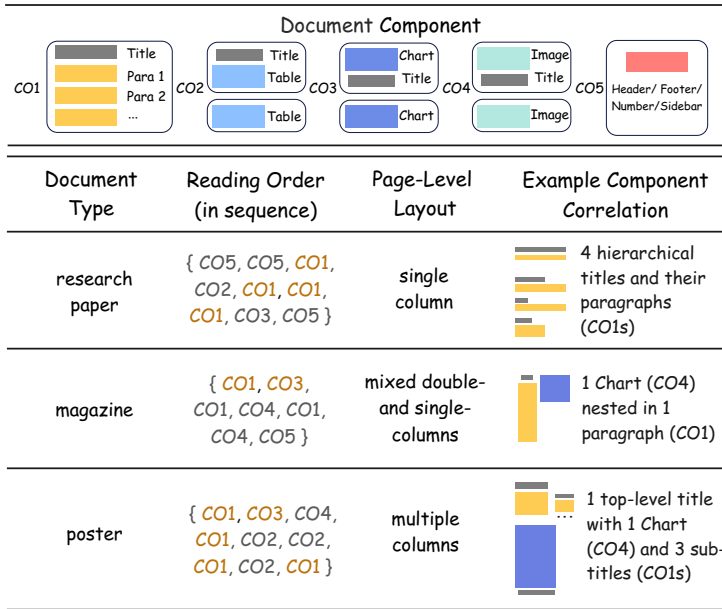 Document Component
CO1
Title
Para 1
Para 2
...
CO2
Title
Table
Table
CO3
Chart
Title
Chart
CO4
Image
Title
Image
CO5
Header/ Footer/
Number/Sidebar
Document
Type
Reading Order
(in sequence)
Page-Level
Layout
Example Component
Correlation
research
paper
{ CO5, CO5, CO1,
CO2, CO1, CO1,
CO1, CO3, CO5 }
single
column
4 hierarchical
titles and their
paragraphs
(CO1s)
magazine
{ CO1, CO3,
CO1, CO4, CO1,
CO4, CO5 }
mixed double-
and single-
columns
1 Chart (CO4)
nested in 1
paragraph (CO1)
poster
{ CO1, CO3, CO4,
CO1, CO2, CO2,
CO1, CO2, CO1 }
multiple
columns
...
1 top-level title
with 1 Chart
(CO4) and 3 sub-
titles (CO1s)